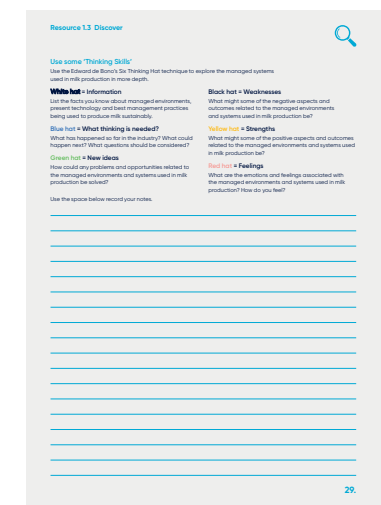 Resource 1.3 Discover
Use some 'Thinking Skills'
Use the Edward de Bono's Six Thinking Hat technique to explore the managed systems
used in milk production in more depth.
White hat = Information
List the facts you know about managed environments,
present technology and best management practices
being used to produce milk sustainably.
Blue hat = What thinking is needed?
What has happened so far in the industry? What could
happen next? What questions should be considered?
Green hat = New ideas
How could any problems and opportunities related to
the managed environments and systems used in milk
production be solved?
Use the space below record your notes.
Black hat = Weaknesses
What might some of the negative aspects and
outcomes related to the managed environments
and systems used in milk production be?
Yellow hat = Strengths
What might some of the positive aspects and outcomes
related to the managed environments and systems used
in milk production be?
Red hat = Feelings
What are the emotions and feelings associated with
the managed environments and systems used in milk
production? How do you feel?
29.